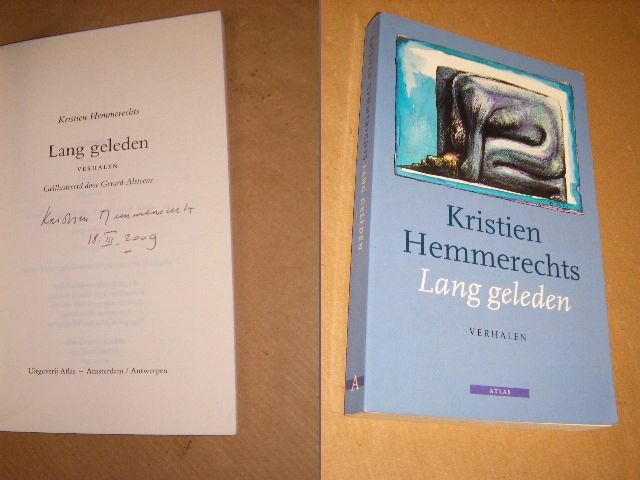 Kristien Hemmerechts
Lang geleden
VERHALEN
Geïllustreerd door Gerard Alsteens
Kristien Hemmerechts
18.III.2009
Uitgeverij Atlas – Amsterdam / Antwerpen
KRISTIEN HEMMERECHTS LANG GELEDEN
A
Kristien
Hemmerechts
Lang geleden
VERHALEN
ATLAS